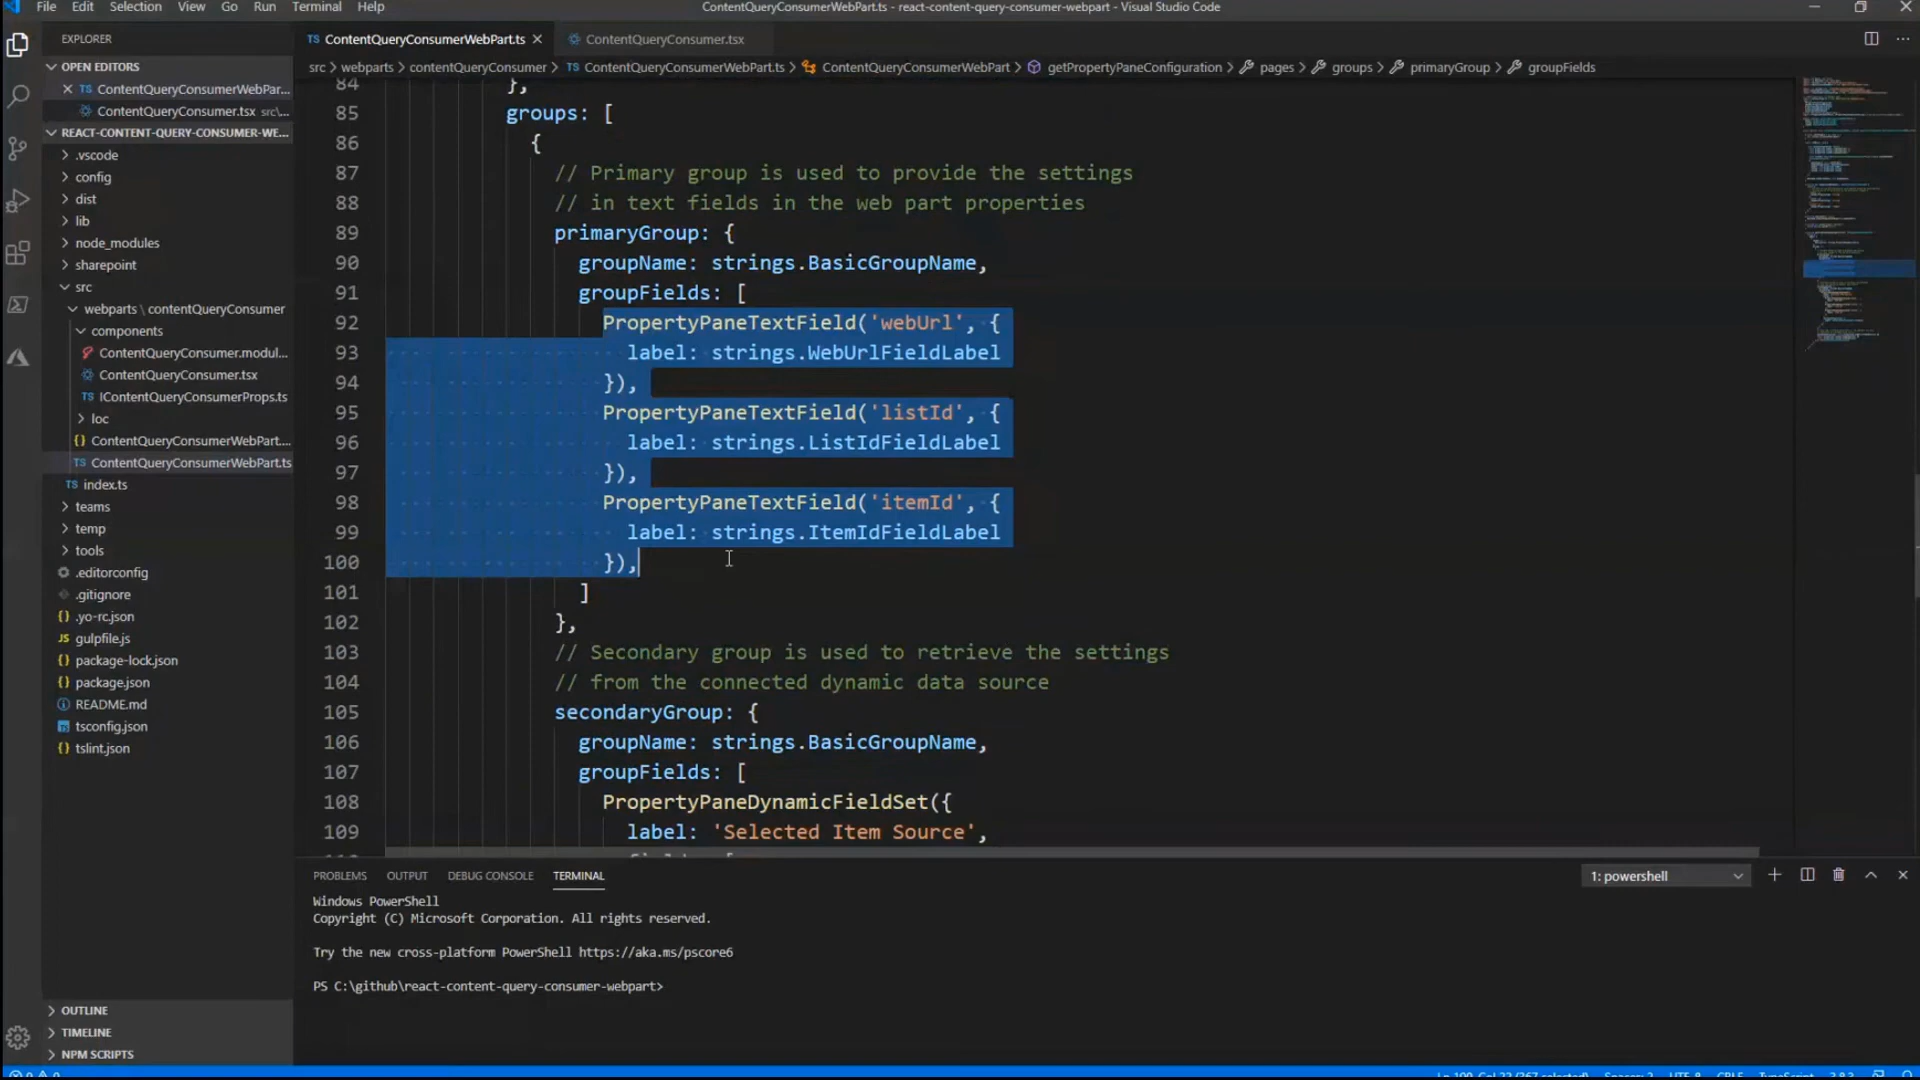 File Edit Selection View Go Run Terminal Help
ContentQueryConsumerWebPart.ts - react-content-query-consumer-webpart - Visual Studio Code
EXPLORER
OPEN EDITORS
ContentQueryConsumerWebPar...
ContentQueryConsumer.tsx src\...
REACT-CONTENT-QUERY-CONSUMER-WE...
.vscode
config
dist
lib
node_modules
sharepoint
src
webparts \ contentQueryConsumer
components
ContentQueryConsumer.modul...
ContentQueryConsumer.tsx
TS IContentQueryConsumerProps.ts
loc
{} ContentQueryConsumerWebPart....
TS ContentQueryConsumerWebPart.ts
TS index.ts
teams
temp
tools
.editorconfig
.gitignore
{} .yo-rc.json
JS gulpfile.js
{} package-lock.json
{} package.json
README.md
tsconfig.json
{} tslint.json
OUTLINE
TIMELINE
NPM SCRIPTS
TS ContentQueryConsumerWebPart.ts
ContentQueryConsumer.tsx
src > webparts > contentQueryConsumer > TS ContentQueryConsumerWebPart.ts > ContentQueryConsumerWebPart > getPropertyPaneConfiguration > pages > groups > primaryGroup > groupFields
84 },
85 groups: [
86 {
87 // Primary group is used to provide the settings
88 // in text fields in the web part properties
89 primaryGroup: {
90 groupName: strings.BasicGroupName,
91 groupFields: [
92 PropertyPaneTextField('webUrl', {
93 label: strings.WebUrlFieldLabel
94 }),
95 PropertyPaneTextField('listId', {
96 label: strings.ListIdFieldLabel
97 }),
98 PropertyPaneTextField('itemId', {
99 label: strings.ItemIdFieldLabel
100 }),
101 ]
102 },
103 // Secondary group is used to retrieve the settings
104 // from the connected dynamic data source
105 secondaryGroup: {
106 groupName: strings.BasicGroupName,
107 groupFields: [
108 PropertyPaneDynamicFieldSet({
109 label: 'Selected Item Source',
PROBLEMS OUTPUT DEBUG CONSOLE TERMINAL
1: powershell
Windows PowerShell
Copyright (C) Microsoft Corporation. All rights reserved.
Try the new cross-platform PowerShell https://aka.ms/pscore6
PS C:\github\react-content-query-consumer-webpart>